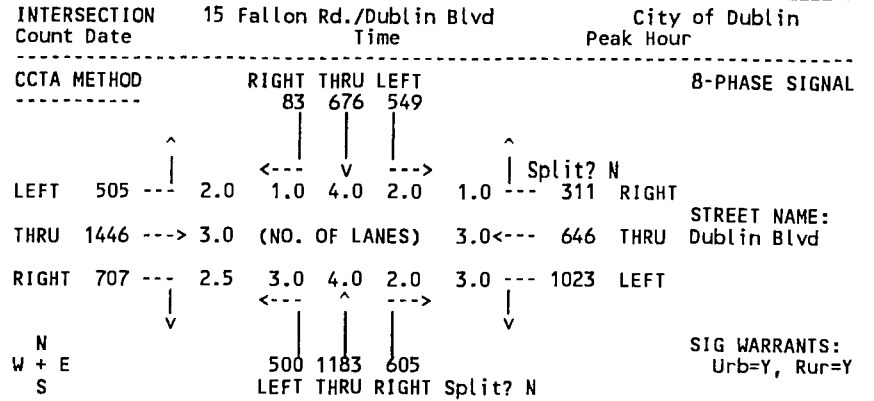 INTERSECTION 15 Fallon Rd./Dublin Blvd City of Dublin
Count Date Time Peak Hour
CCTA METHOD RIGHT THRU LEFT 8-PHASE SIGNAL
83 676 549
^ ^
<--- v ---> Split? N
LEFT 505 --- 2.0 1.0 4.0 2.0 1.0 --- 311 RIGHT
STREET NAME:
THRU 1446 ---> 3.0 (NO. OF LANES) 3.0<--- 646 THRU Dublin Blvd
RIGHT 707 --- 2.5 3.0 4.0 2.0 3.0 --- 1023 LEFT
<--- ^ --->
v v
N SIG WARRANTS:
W + E 500 1183 605 Urb=Y, Rur=Y
S LEFT THRU RIGHT Split? N